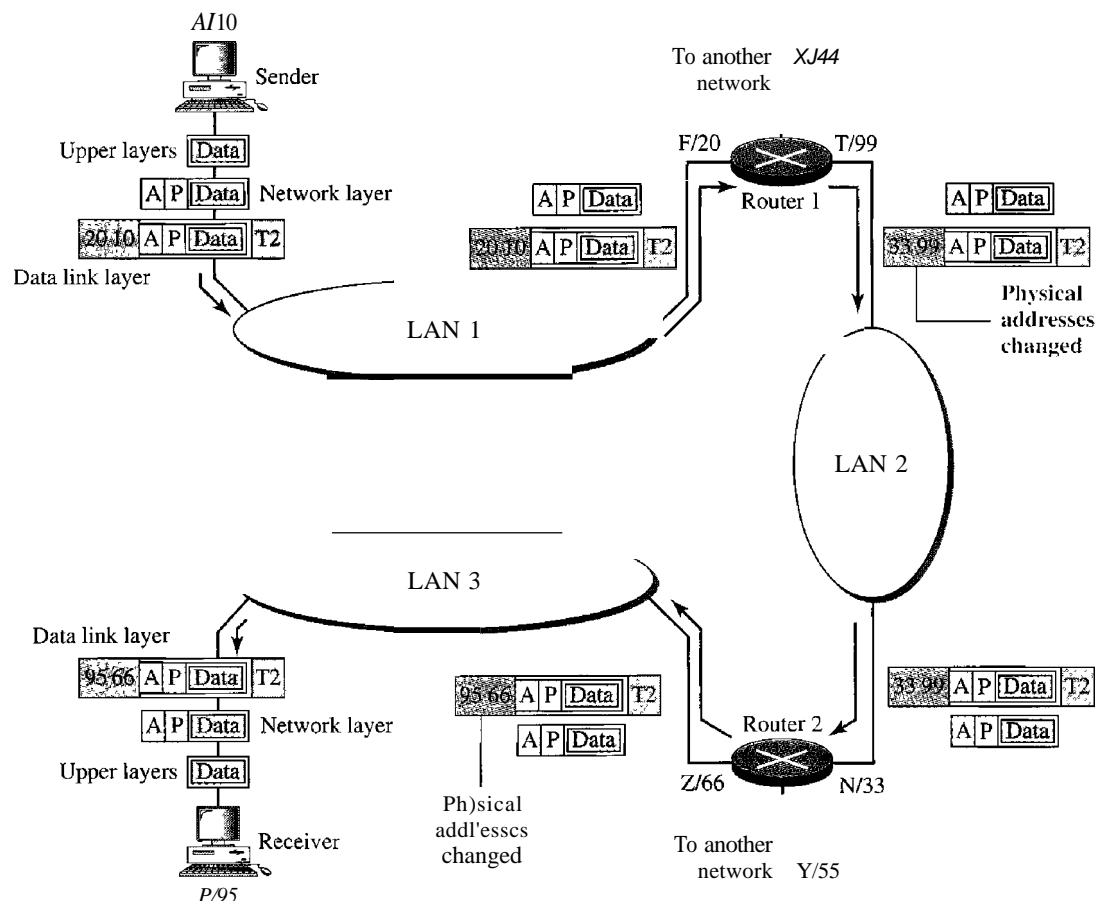 AI10
Sender
Upper layers Data
A P Data Network layer
20 10 A P Data T2
Data link layer
To another XJ44
network
F/20 T/99
Router 1
A P Data
20 10 A P Data T2
A P Data
33 99 A P Data T2
Physical
addresses
changed
LAN 1
LAN 2
LAN 3
Data link layer
95 66 A P Data T2
A P Data Network layer
Upper layers Data
Receiver
P/95
95 66 A P Data T2
A P Data
Ph)sical
addl'esscs
changed
Router 2
Z/66 N/33
33 99 A P Data T2
A P Data
To another
network Y/55